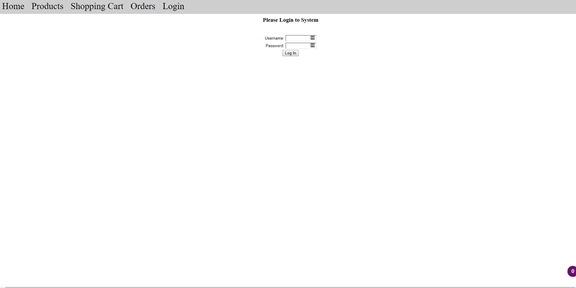 Home Products Shopping Cart Orders Login
Please Login to System
Username
Password
Log In